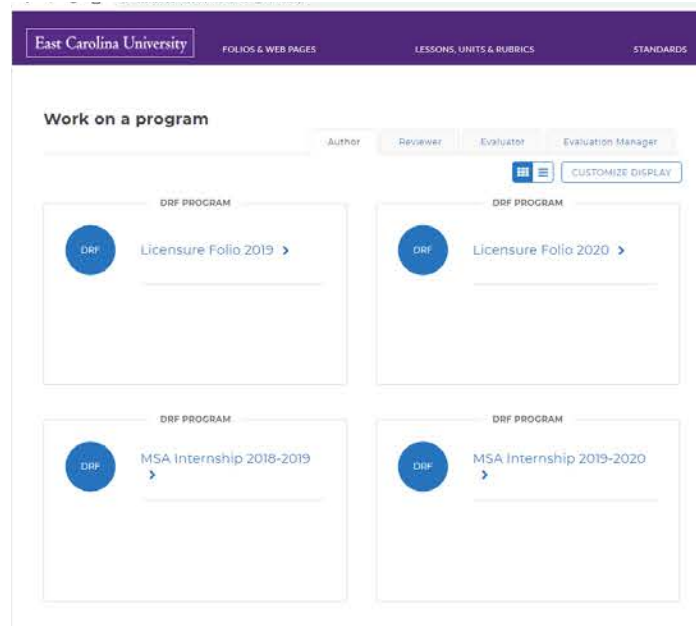 East Carolina University
FOLIOS & WEB PAGES
LESSONS, UNITS & RUBRICS
STANDARDS
Work on a program
Author
Reviewer
Evaluator
Evaluation Manager
CUSTOMIZE DISPLAY
DRF PROGRAM
DRF
Licensure Folio 2019
DRF PROGRAM
DRF
Licensure Folio 2020
DRF PROGRAM
DRF
MSA Internship 2018-2019
DRF PROGRAM
DRF
MSA Internship 2019-2020